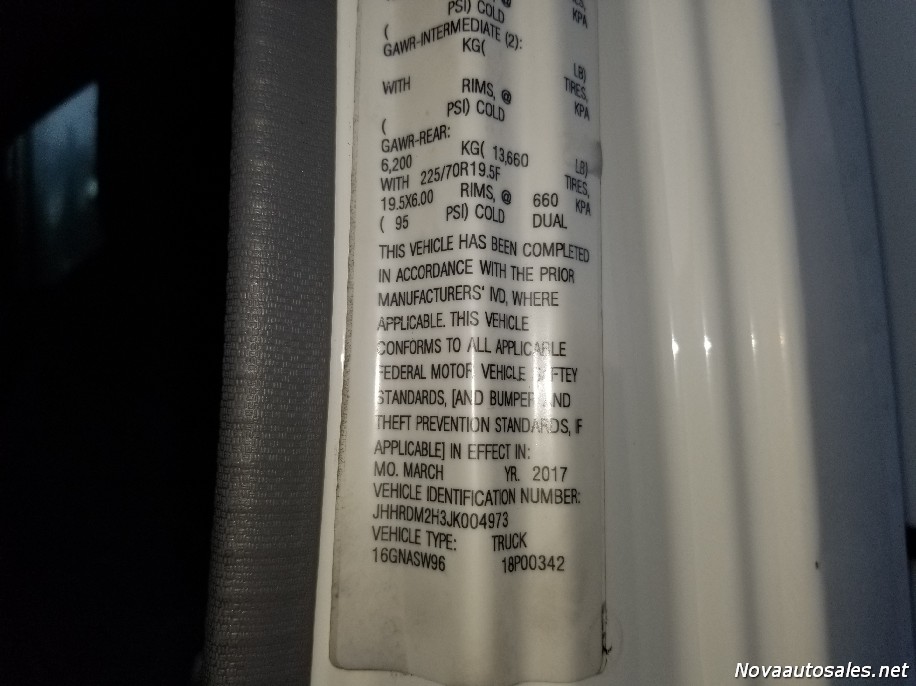 PSI) COLD KPA
(
GAWR-INTERMEDIATE (2):
KG( LB)
WITH TIRES,
RIMS, @ KPA
( PSI) COLD
GAWR-REAR:
6,200 KG( 13,660 LB)
WITH 225/70R19.5F TIRES,
19.5X6.00 RIMS, @ 660 KPA
( 95 PSI) COLD DUAL
THIS VEHICLE HAS BEEN COMPLETED
IN ACCORDANCE WITH THE PRIOR
MANUFACTURERS' IVD, WHERE
APPLICABLE. THIS VEHICLE
CONFORMS TO ALL APPLICABLE
FEDERAL MOTOR VEHICLE SAFTEY
STANDARDS, [AND BUMPER AND
THEFT PREVENTION STANDARDS, IF
APPLICABLE] IN EFFECT IN:
MO. MARCH YR. 2017
VEHICLE IDENTIFICATION NUMBER:
JHHRDM2H3JK004973
VEHICLE TYPE: TRUCK
16GNASW96 18P00342
Novaautosales.net